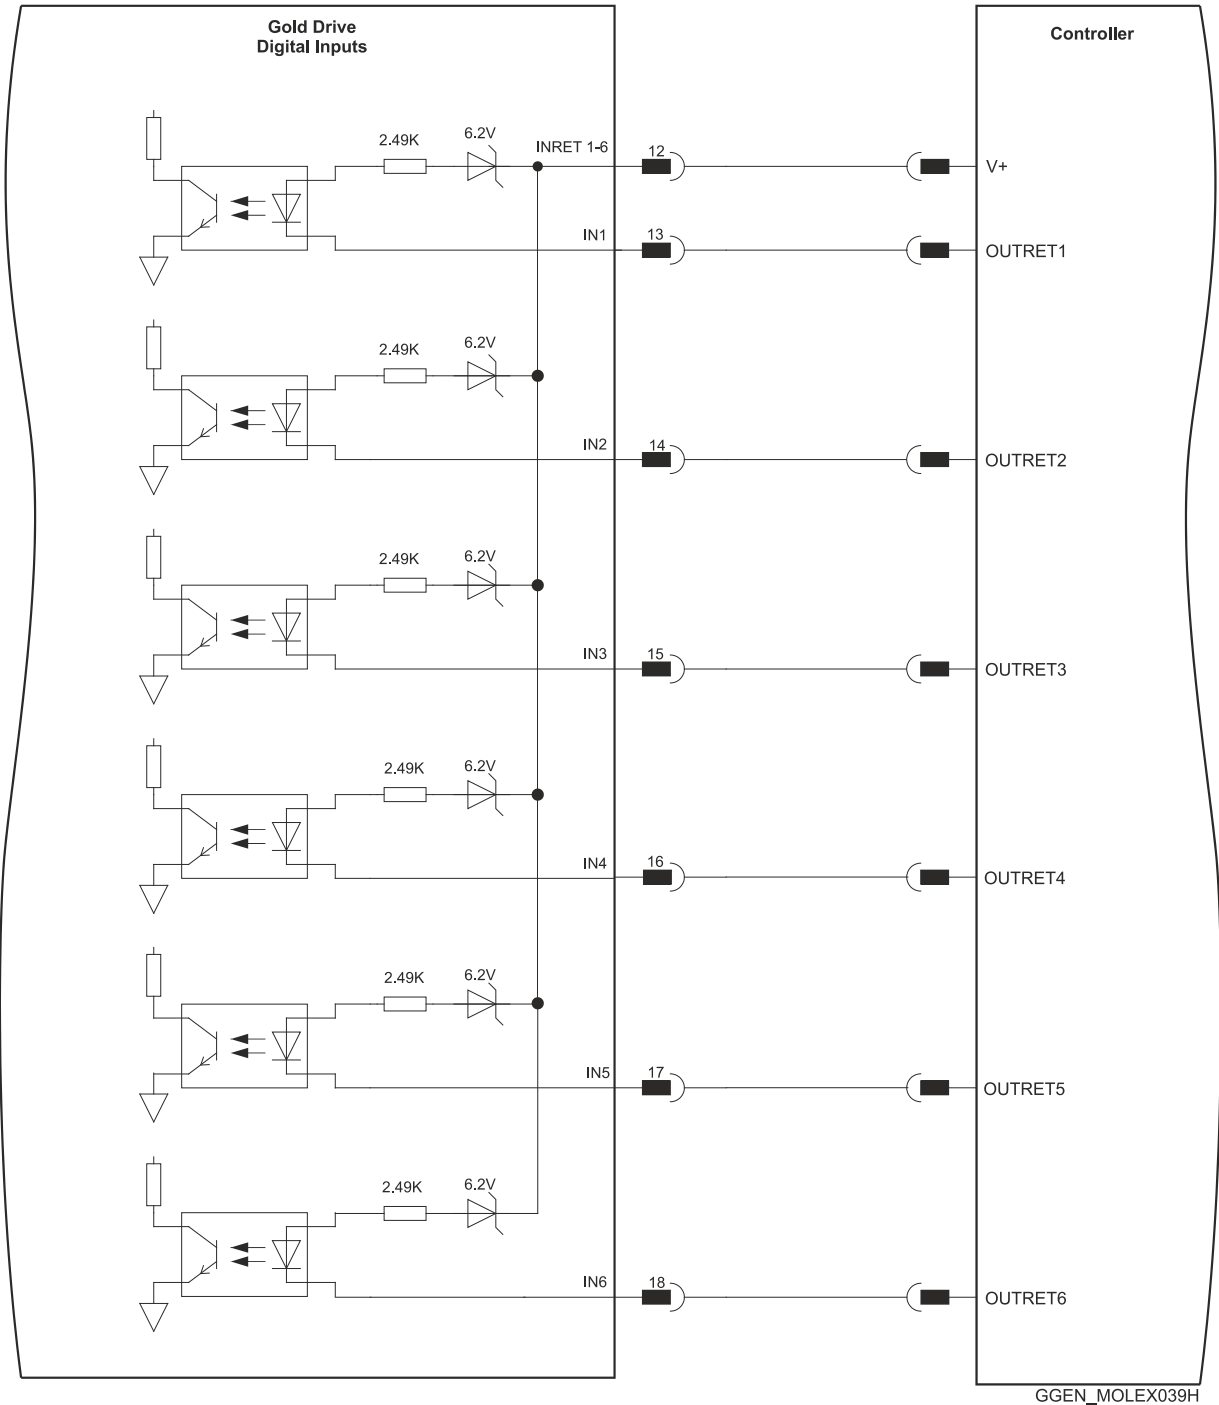 Gold Drive
Digital Inputs
Controller
2.49K
6.2V
INRET 1-6
12
V+
IN1
13
OUTRET1
2.49K
6.2V
IN2
14
OUTRET2
2.49K
6.2V
IN3
15
OUTRET3
2.49K
6.2V
IN4
16
OUTRET4
2.49K
6.2V
IN5
17
OUTRET5
2.49K
6.2V
IN6
18
OUTRET6
GGEN_MOLEX039H